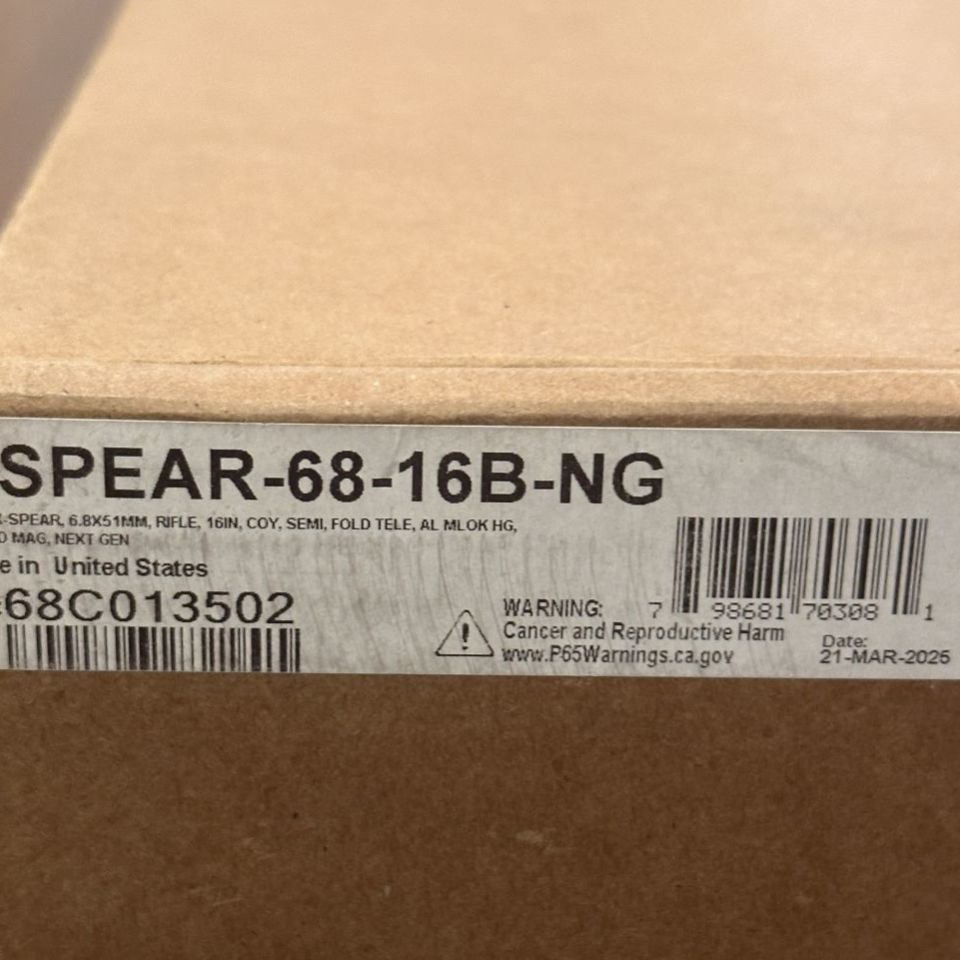 SPEAR-68-16B-NG
-SPEAR, 6.8X51MM, RIFLE, 16IN, COY, SEMI, FOLD TELE, AL MLOK HG,
MAG, NEXT GEN
e in United States
68C013502
WARNING:
Cancer and Reproductive Harm
www.P65Warnings.ca.gov
7 98681 70308 1
Date:
21-MAR-2025